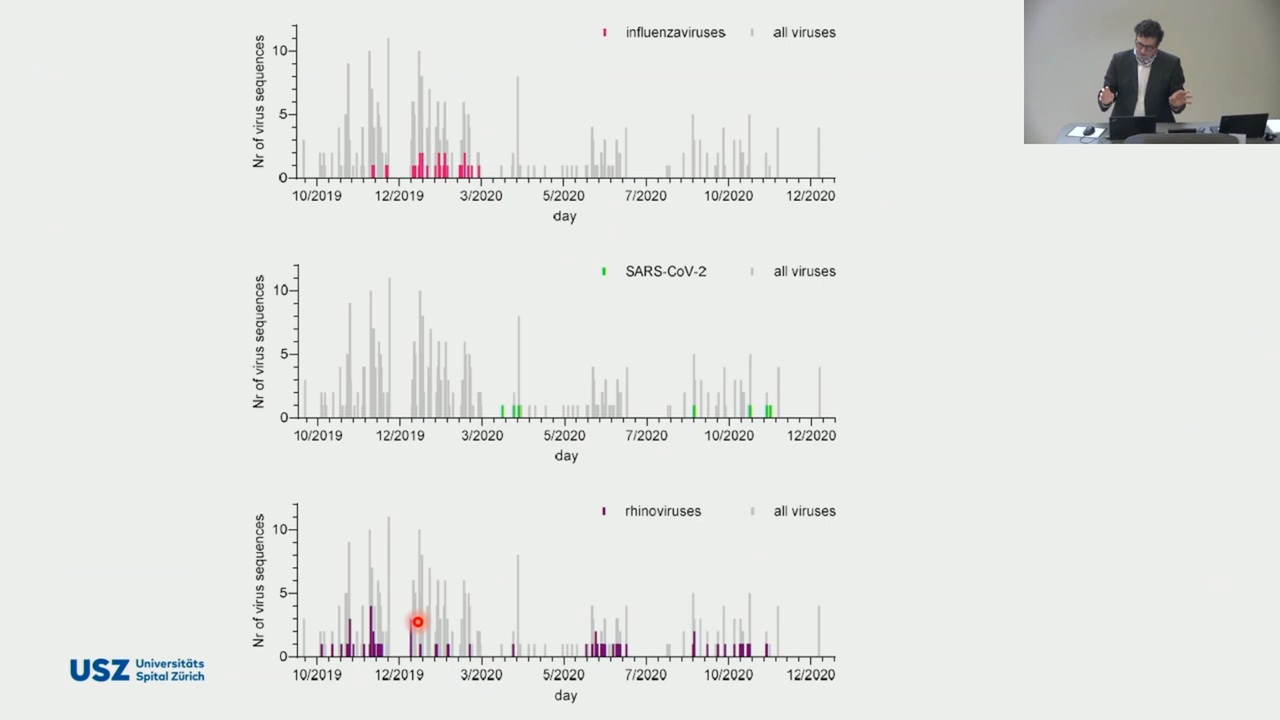 influenzaviruses all viruses
Nr of virus sequences
10
5
0
10/2019 12/2019 3/2020 5/2020 7/2020 10/2020 12/2020
day
SARS-CoV-2 all viruses
Nr of virus sequences
10
5
0
10/2019 12/2019 3/2020 5/2020 7/2020 10/2020 12/2020
day
rhinoviruses all viruses
Nr of virus sequences
10
5
0
10/2019 12/2019 3/2020 5/2020 7/2020 10/2020 12/2020
day
USZ Universitäts
Spital Zürich